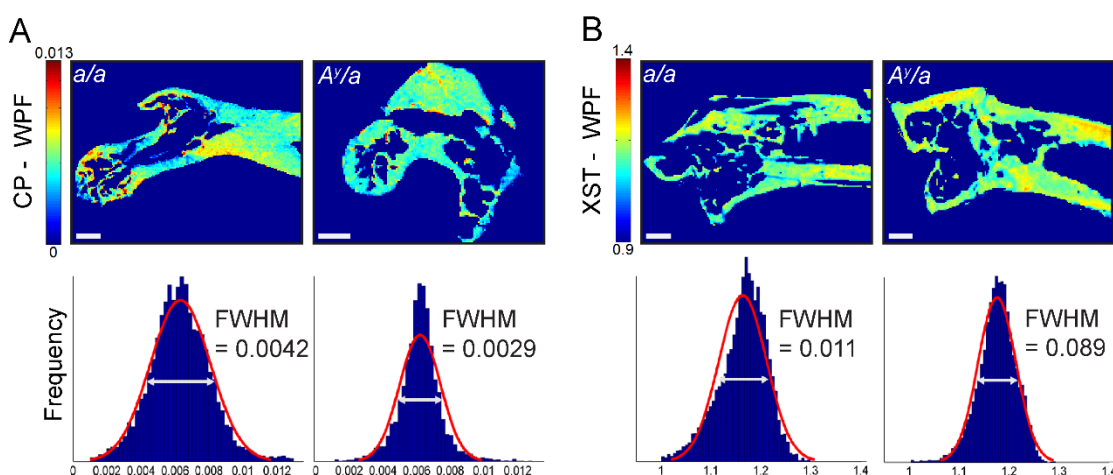 A
B
0.013
CP - WPF
0
a/a
Aʸ/a
1.4
XST - WPF
0.9
a/a
Aʸ/a
Frequency
FWHM
= 0.0042
FWHM
= 0.0029
FWHM
= 0.011
FWHM
= 0.089
0 0.002 0.004 0.006 0.008 0.01 0.012
0 0.002 0.004 0.006 0.008 0.01 0.012
1 1.1 1.2 1.3 1.4
1 1.1 1.2 1.3 1.4